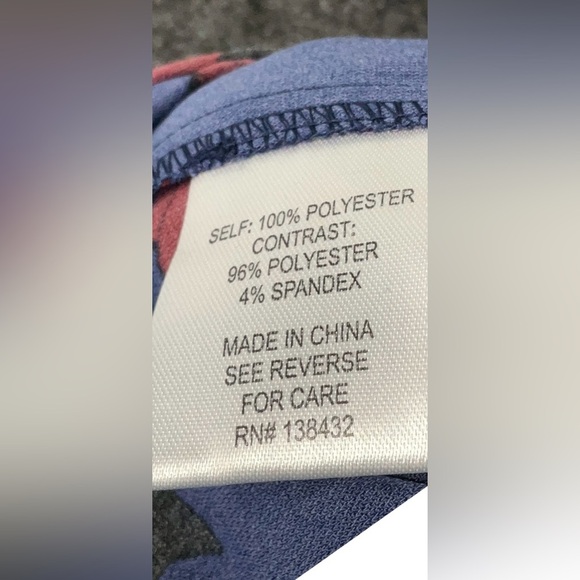 SELF: 100% POLYESTER
CONTRAST:
96% POLYESTER
4% SPANDEX
MADE IN CHINA
SEE REVERSE
FOR CARE
RN# 138432